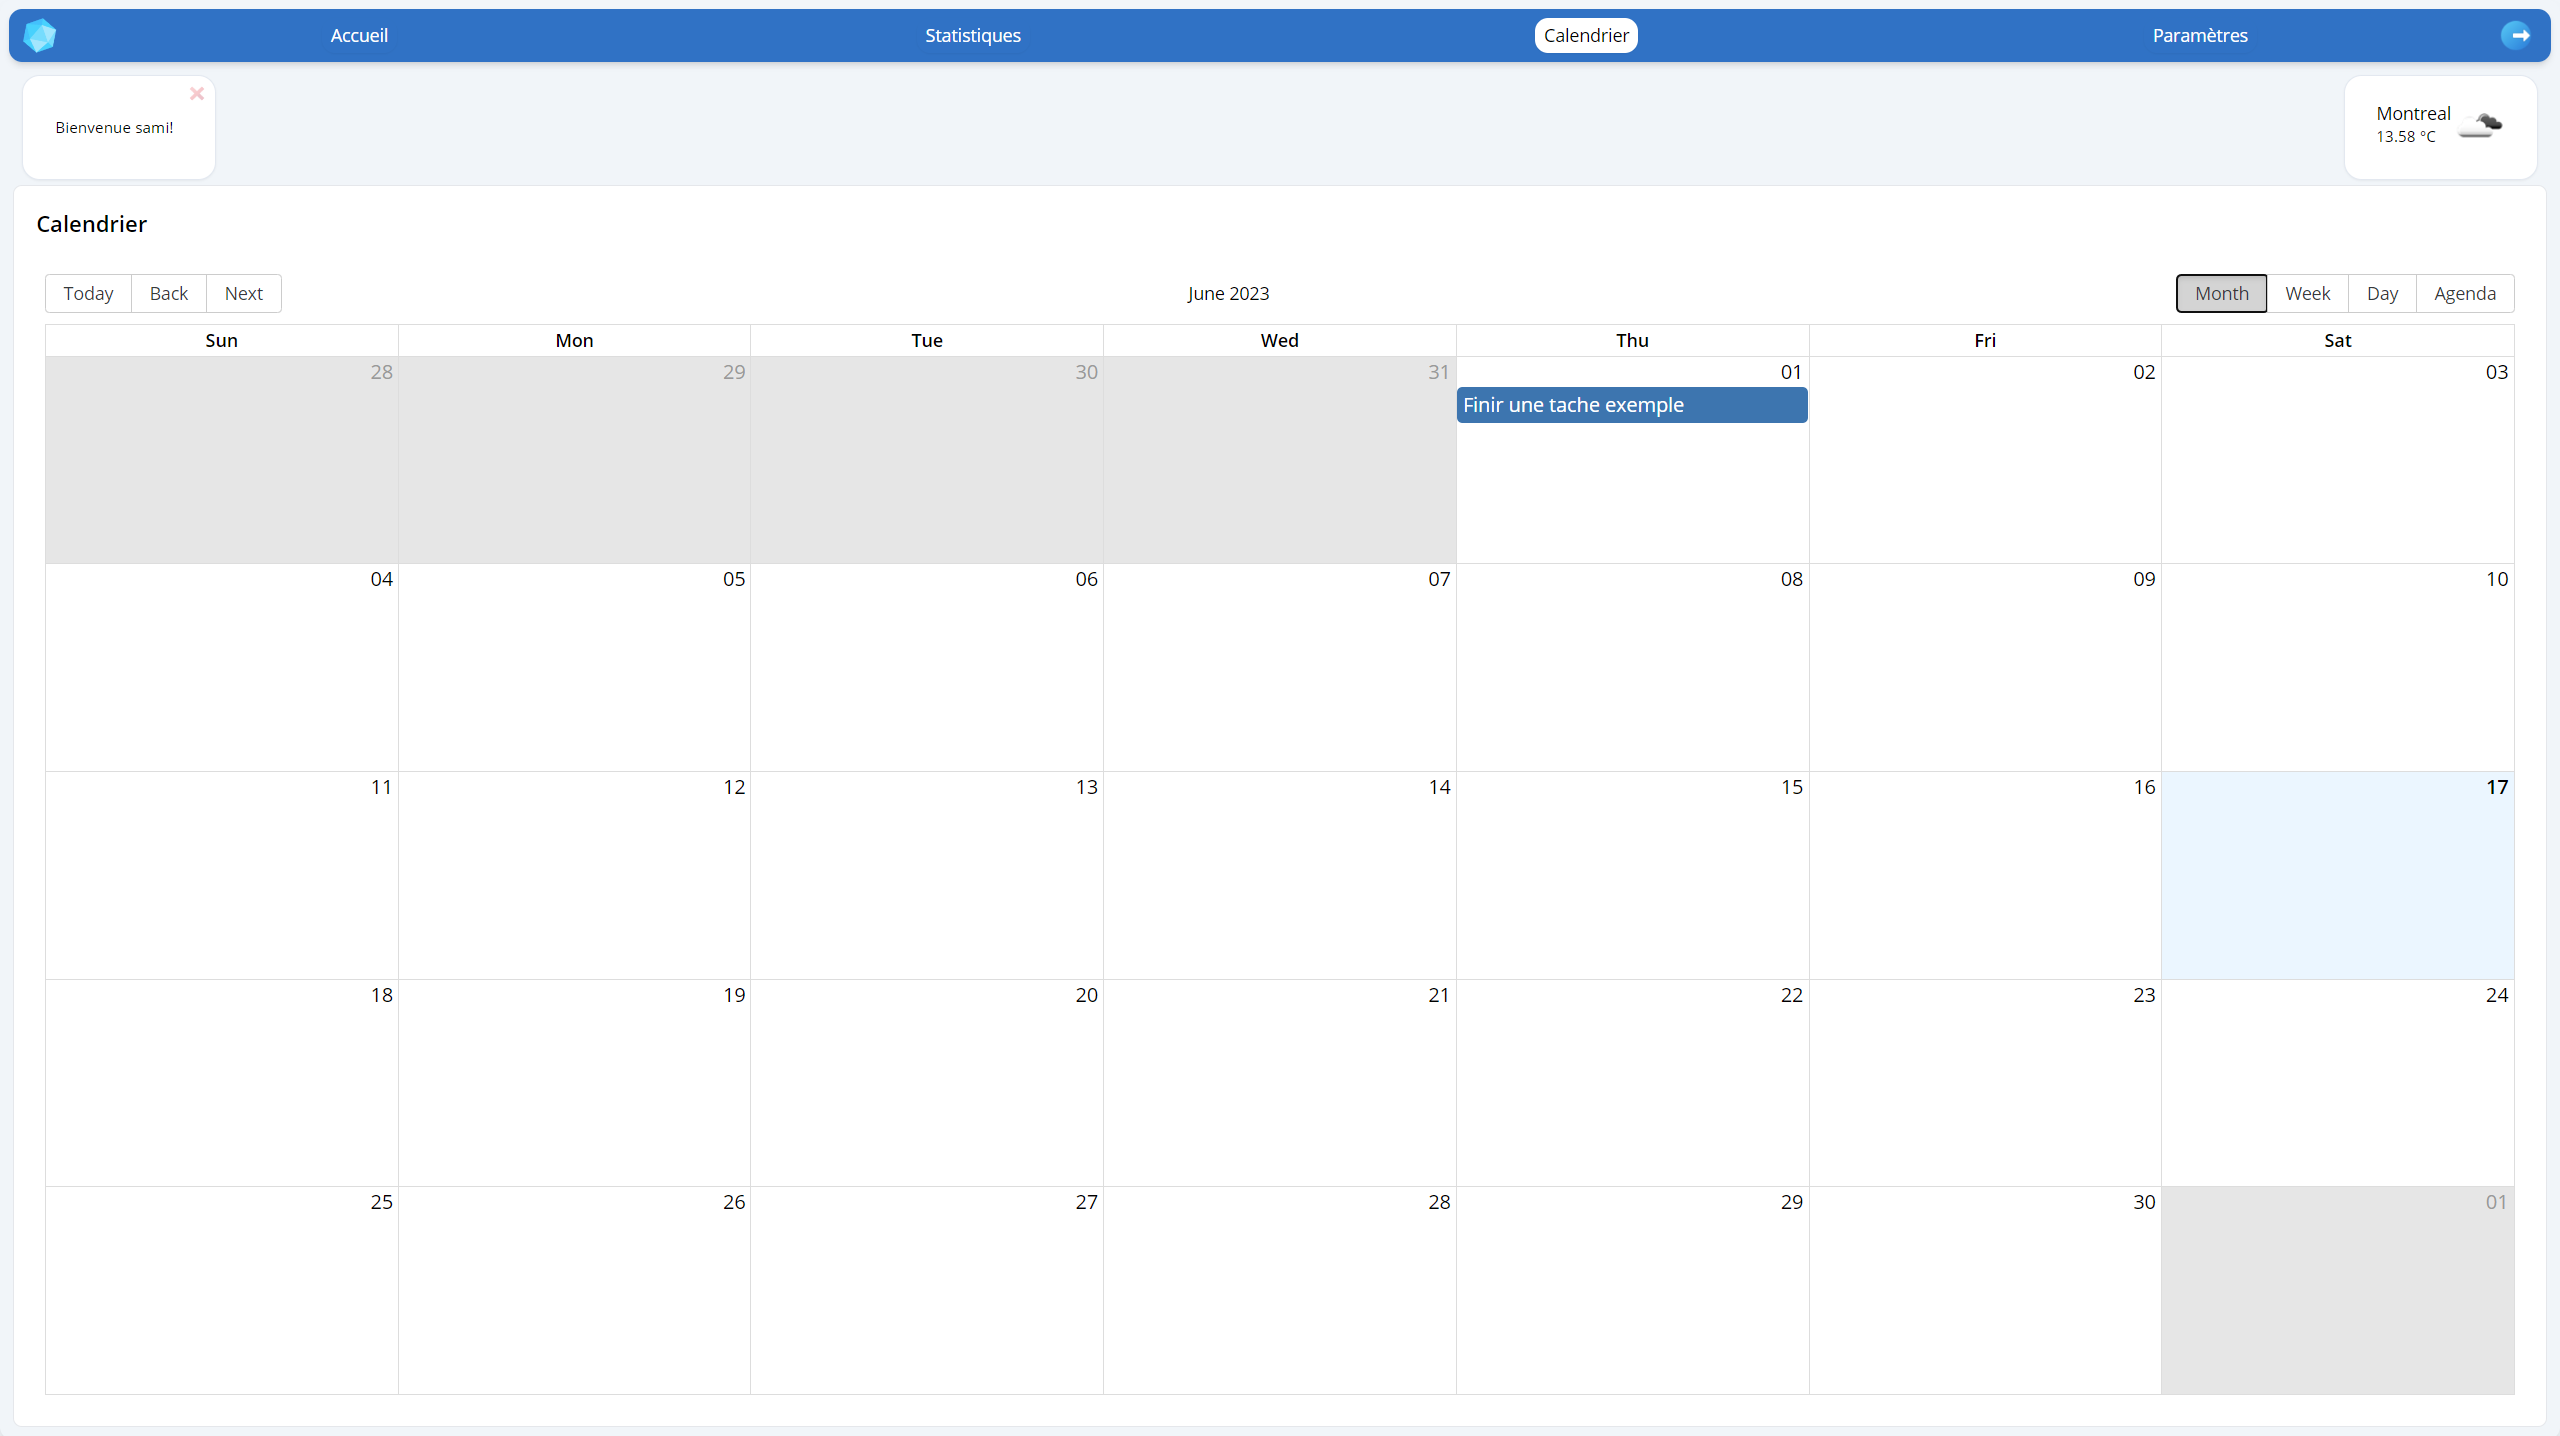 Accueil Statistiques Calendrier Paramètres
Bienvenue sami!
Montreal
13.58 °C
Calendrier
Today Back Next June 2023 Month Week Day Agenda
Sun Mon Tue Wed Thu Fri Sat
28 29 30 31 01 02 03
Finir une tache exemple
04 05 06 07 08 09 10
11 12 13 14 15 16 17
18 19 20 21 22 23 24
25 26 27 28 29 30 01